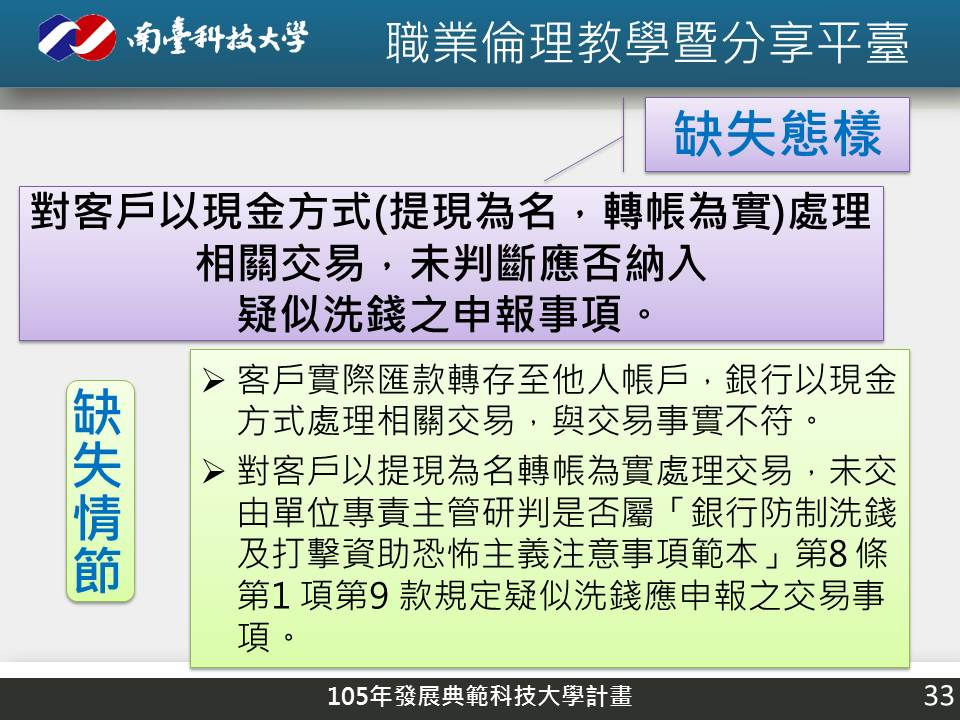 南臺科技大學
職業倫理教學暨分享平臺
缺失態樣
對客戶以現金方式(提現為名，轉帳為實)處理
相關交易，未判斷應否納入
疑似洗錢之申報事項。
缺失情節
➢ 客戶實際匯款轉存至他人帳戶，銀行以現金
方式處理相關交易，與交易事實不符。
➢ 對客戶以提現為名轉帳為實處理交易，未交
由單位專責主管研判是否屬「銀行防制洗錢
及打擊資助恐怖主義注意事項範本」第8 條
第1 項第9 款規定疑似洗錢應申報之交易事
項。
105年發展典範科技大學計畫
33